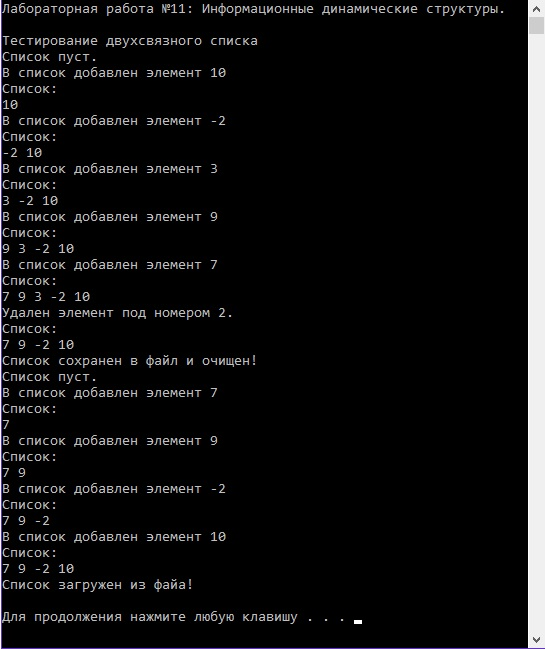 Лабораторная работа №11: Информационные динамические структуры.
Тестирование двухсвязного списка
Список пуст.
В список добавлен элемент 10
Список:
10
В список добавлен элемент -2
Список:
-2 10
В список добавлен элемент 3
Список:
3 -2 10
В список добавлен элемент 9
Список:
9 3 -2 10
В список добавлен элемент 7
Список:
7 9 3 -2 10
Удален элемент под номером 2.
Список:
7 9 -2 10
Список сохранен в файл и очищен!
Список пуст.
В список добавлен элемент 7
Список:
7
В список добавлен элемент 9
Список:
7 9
В список добавлен элемент -2
Список:
7 9 -2
В список добавлен элемент 10
Список:
7 9 -2 10
Список загружен из файа!
Для продолжения нажмите любую клавишу . . .